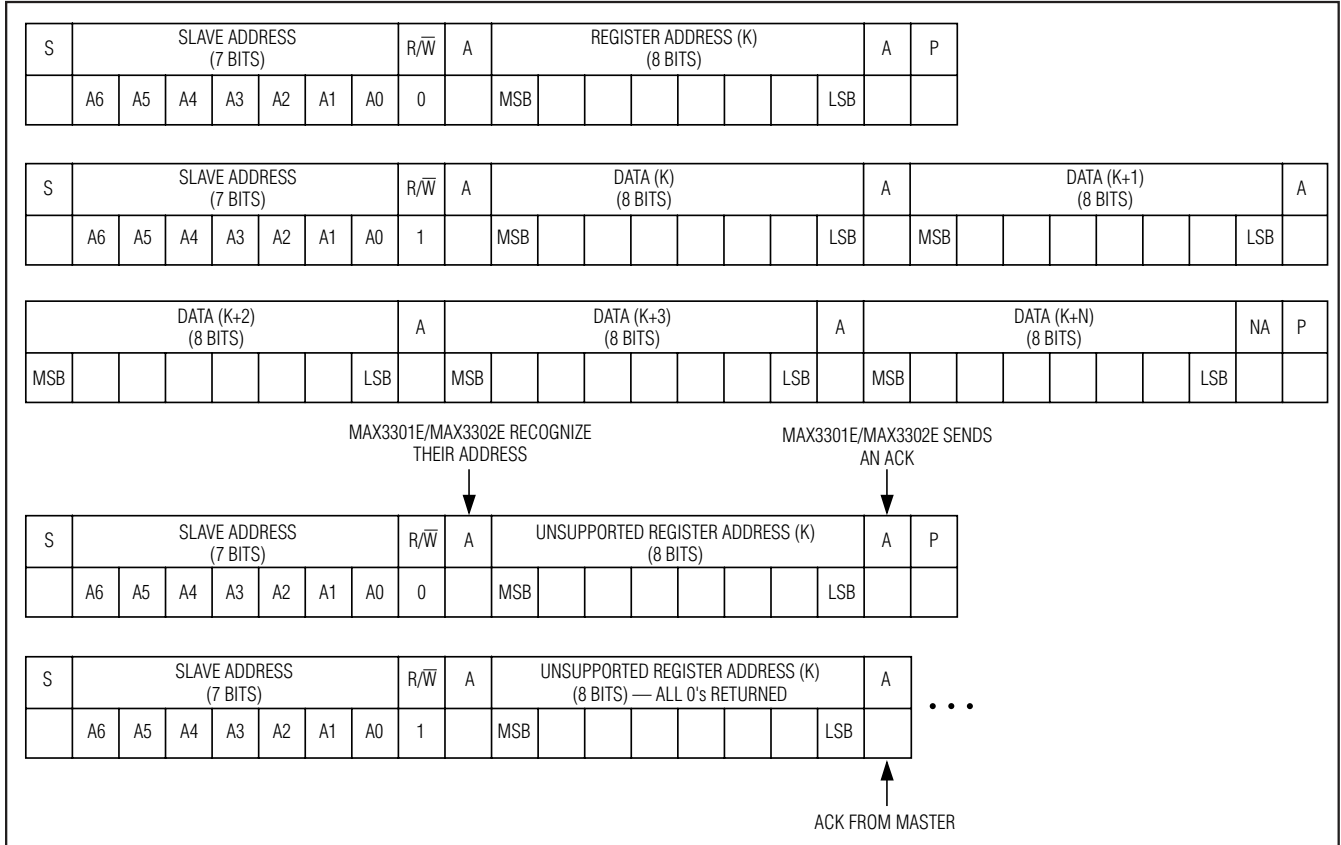 S SLAVE ADDRESS R/W̅ A REGISTER ADDRESS (K) A P
(7 BITS) (8 BITS)
A6 A5 A4 A3 A2 A1 A0 0 MSB LSB
S SLAVE ADDRESS R/W̅ A DATA (K) A DATA (K+1) A
(7 BITS) (8 BITS) (8 BITS)
A6 A5 A4 A3 A2 A1 A0 1 MSB LSB MSB LSB
DATA (K+2) A DATA (K+3) A DATA (K+N) NA P
(8 BITS) (8 BITS) (8 BITS)
MSB LSB MSB LSB MSB LSB
MAX3301E/MAX3302E RECOGNIZE
THEIR ADDRESS
MAX3301E/MAX3302E SENDS
AN ACK
S SLAVE ADDRESS R/W̅ A UNSUPPORTED REGISTER ADDRESS (K) A P
(7 BITS) (8 BITS)
A6 A5 A4 A3 A2 A1 A0 0 MSB LSB
S SLAVE ADDRESS R/W̅ A UNSUPPORTED REGISTER ADDRESS (K) A
(7 BITS) (8 BITS) — ALL 0's RETURNED
• • •
A6 A5 A4 A3 A2 A1 A0 1 MSB LSB
ACK FROM MASTER